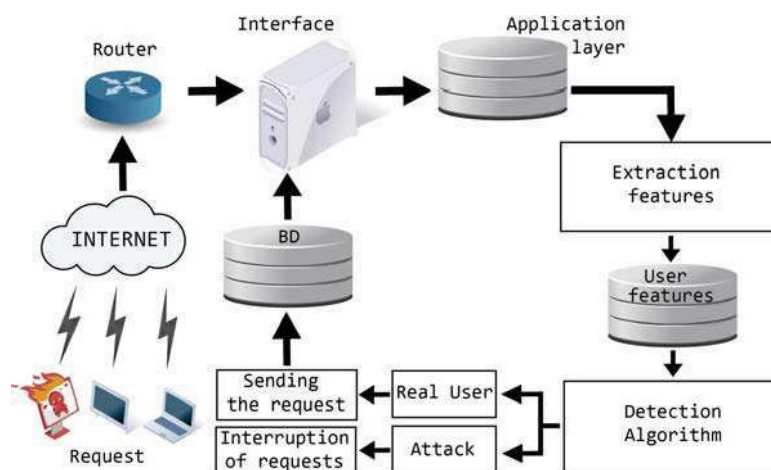 Interface
Application
layer
Router
Extraction
features
INTERNET
BD
User
features
Sending
the request
Real User
Detection
Algorithm
Interruption
of requests
Attack
Request